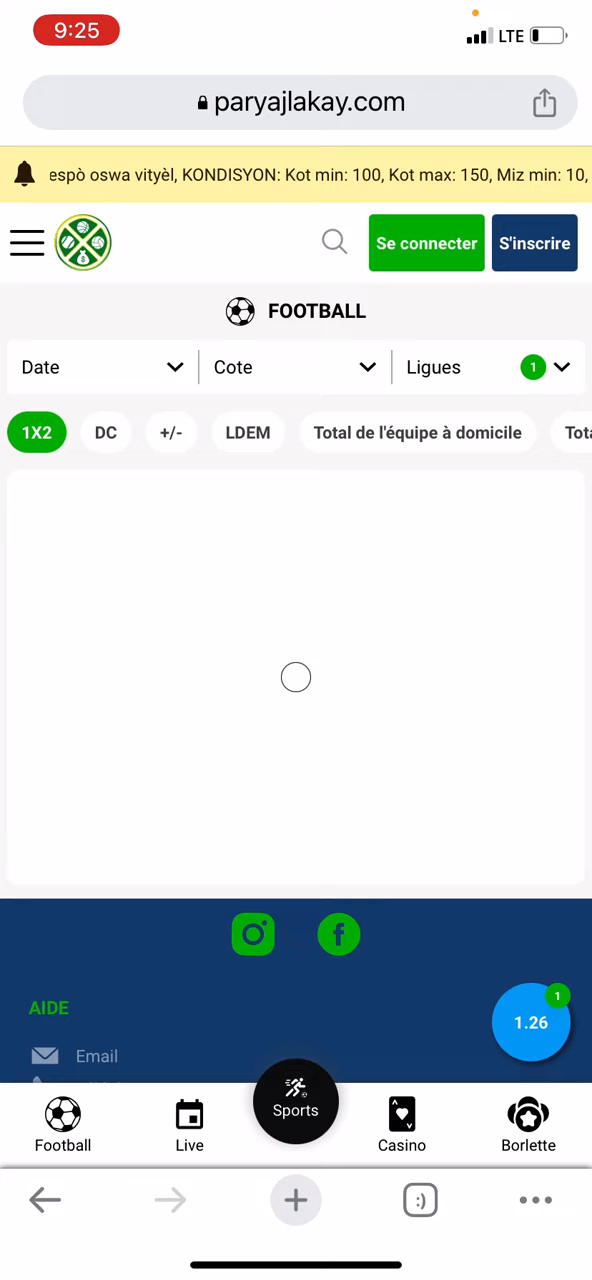 9:25
LTE
paryajlakay.com
espò oswa vityèl, KONDISYON: Kot min: 100, Kot max: 150, Miz min: 10,
Se connecter
S'inscrire
FOOTBALL
Date
Cote
Ligues
1
1X2
DC
+/-
LDEM
Total de l'équipe à domicile
Tot
AIDE
1
1.26
Email
Sports
Football
Live
Casino
Borlette